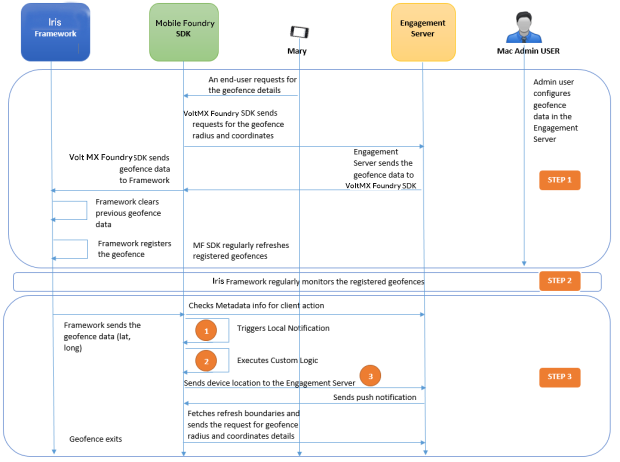 Iris
Framework
Mobile Foundry
SDK
Mary
Engagement
Server
Mac Admin USER
An end-user requests for
the geofence details
Admin user
configures
geofence
data in the
Engagement
Server
VoltMX Foundry SDK sends
requests for the geofence
radius and coordinates
Engagement
Server sends the
geofence data to
VoltMX Foundry SDK
Volt MX Foundry SDK sends
geofence data
to Framework
STEP 1
Framework clears
previous geofence
data
Framework registers
the geofence
MF SDK regularly refreshes
registered geofences
Iris Framework regularly monitors the registered geofences
STEP 2
Checks Metadata info for client action
Framework sends the
geofence data (lat,
long)
1
Triggers Local Notification
2
Executes Custom Logic
STEP 3
3
Sends device location to the Engagement Server
Sends push notification
Fetches refresh boundaries and
sends the request for geofence
radius and coordinates details
Geofence exits